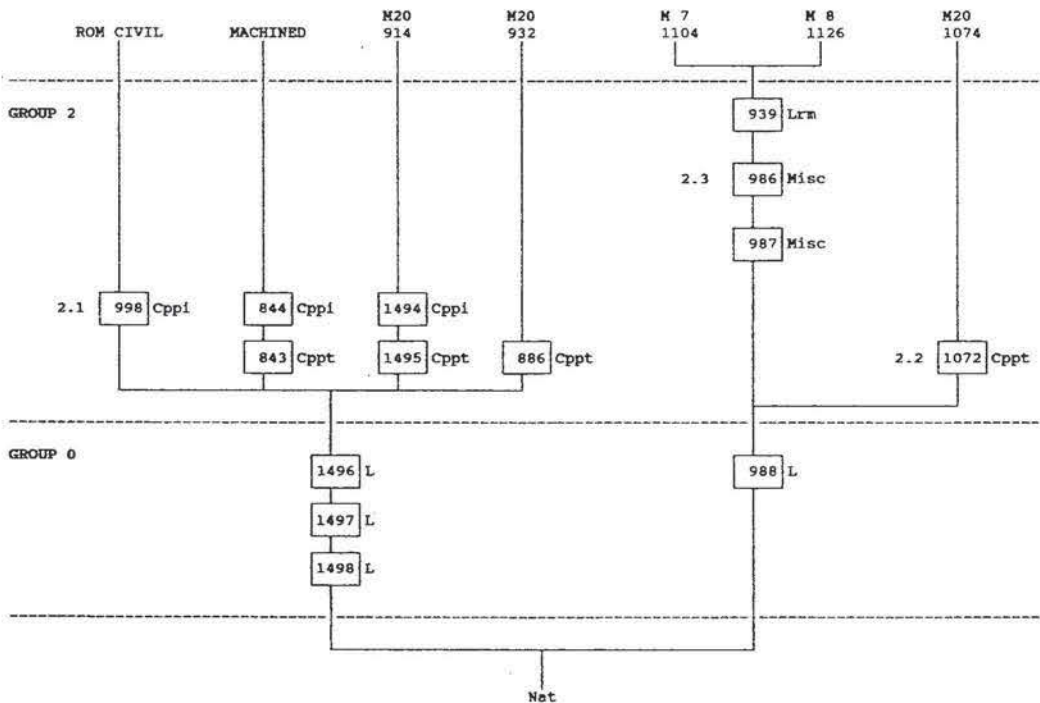 M20 M20 M 7 M 8 M20
ROM CIVIL MACHINED 914 932 1104 1126 1074
GROUP 2
939 Lrm
2.3 986 Misc
987 Misc
2.1 998 Cppi 844 Cppi 1494 Cppi
843 Cppt 1495 Cppt 886 Cppt 2.2 1072 Cppt
GROUP 0
1496 L 988 L
1497 L
1498 L
Nat